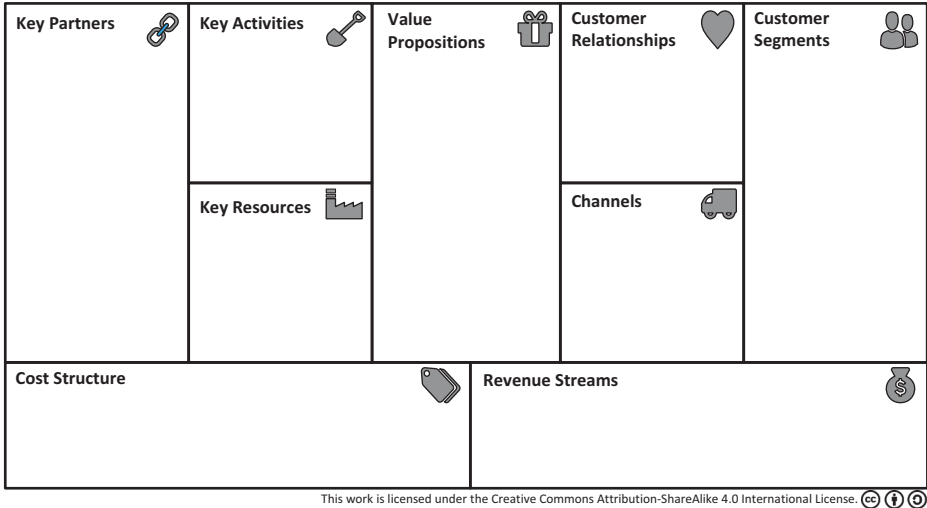 Key Partners
Key Activities
Value
Propositions
Customer
Relationships
Customer
Segments
Key Resources
Channels
Cost Structure
Revenue Streams
$
This work is licensed under the Creative Commons Attribution-ShareAlike 4.0 International License.
cc